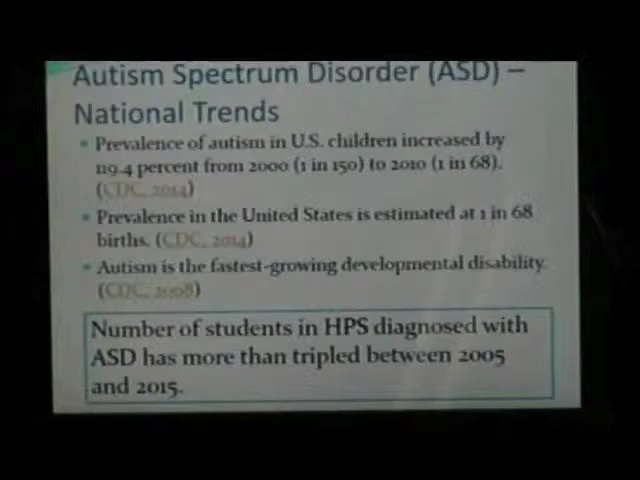 Autism Spectrum Disorder (ASD) –
National Trends
Prevalence of autism in U.S. children increased by
119.4 percent from 2000 (1 in 150) to 2010 (1 in 68).
(CDC, 2014)
Prevalence in the United States is estimated at 1 in 68
births. (CDC, 2014)
Autism is the fastest-growing developmental disability.
(CDC, 2008)
Number of students in HPS diagnosed with
ASD has more than tripled between 2005
and 2015.